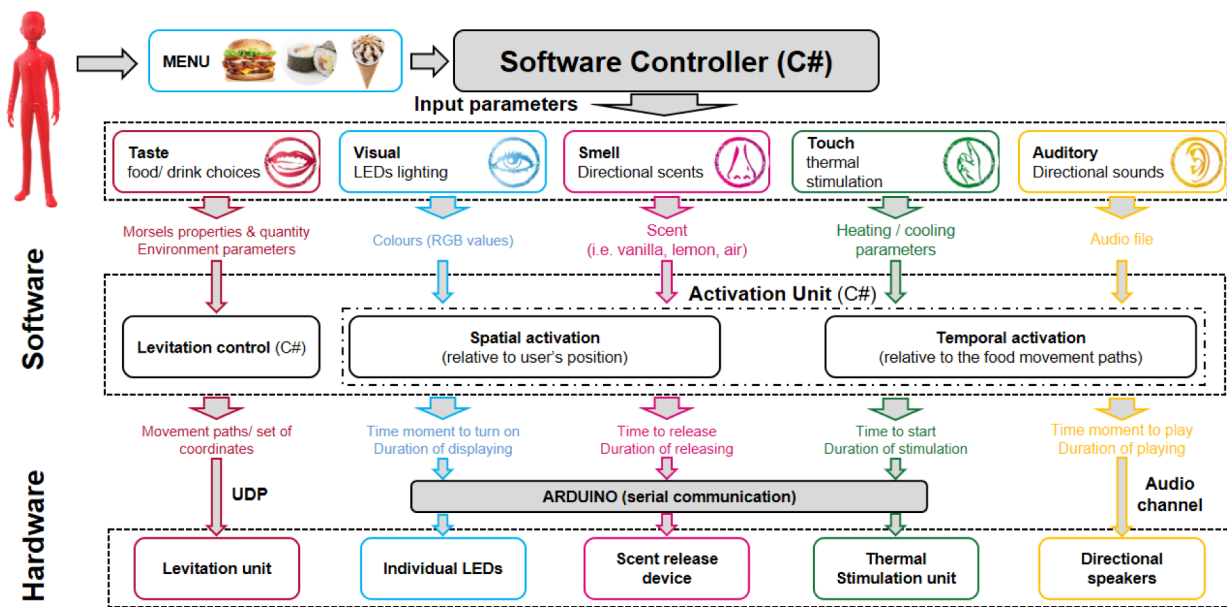 MENU
Software Controller (C#)
Input parameters
Taste
food/ drink choices
Visual
LEDs lighting
Smell
Directional scents
Touch
thermal
stimulation
Auditory
Directional sounds
Morsels properties & quantity
Environment parameters
Colours (RGB values)
Scent
(i.e. vanilla, lemon, air)
Heating / cooling
parameters
Audio file
Software
Activation Unit (C#)
Levitation control (C#)
Spatial activation
(relative to user's position)
Temporal activation
(relative to the food movement paths)
Movement paths/ set of
coordinates
Time moment to turn on
Duration of displaying
Time to release
Duration of releasing
Time to start
Duration of stimulation
Time moment to play
Duration of playing
Hardware
UDP
ARDUINO (serial communication)
Audio
channel
Levitation unit
Individual LEDs
Scent release
device
Thermal
Stimulation unit
Directional
speakers